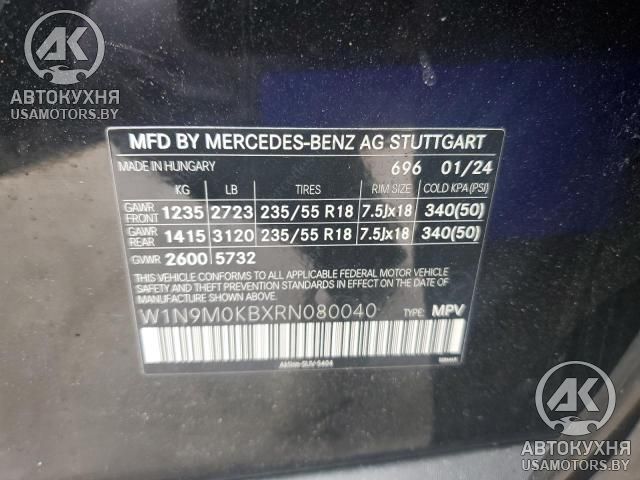 АК
АВТОКУХНЯ
USAMOTORS.BY
MFD BY MERCEDES-BENZ AG STUTTGART
MADE IN HUNGARY 696 01/24
KG LB TIRES RIM SIZE COLD KPA (PSI)
GAWR FRONT 1235 2723 235/55 R18 7.5Jx18 340(50)
GAWR REAR 1415 3120 235/55 R18 7.5Jx18 340(50)
GVWR 2600 5732
THIS VEHICLE CONFORMS TO ALL APPLICABLE FEDERAL MOTOR VEHICLE
SAFETY AND THEFT PREVENTION STANDARDS IN EFFECT ON THE DATE
OF MANUFACTURE SHOWN ABOVE.
W1N9M0KBXRN080040 TYPE: MPV
АК
АВТОКУХНЯ
USAMOTORS.BY